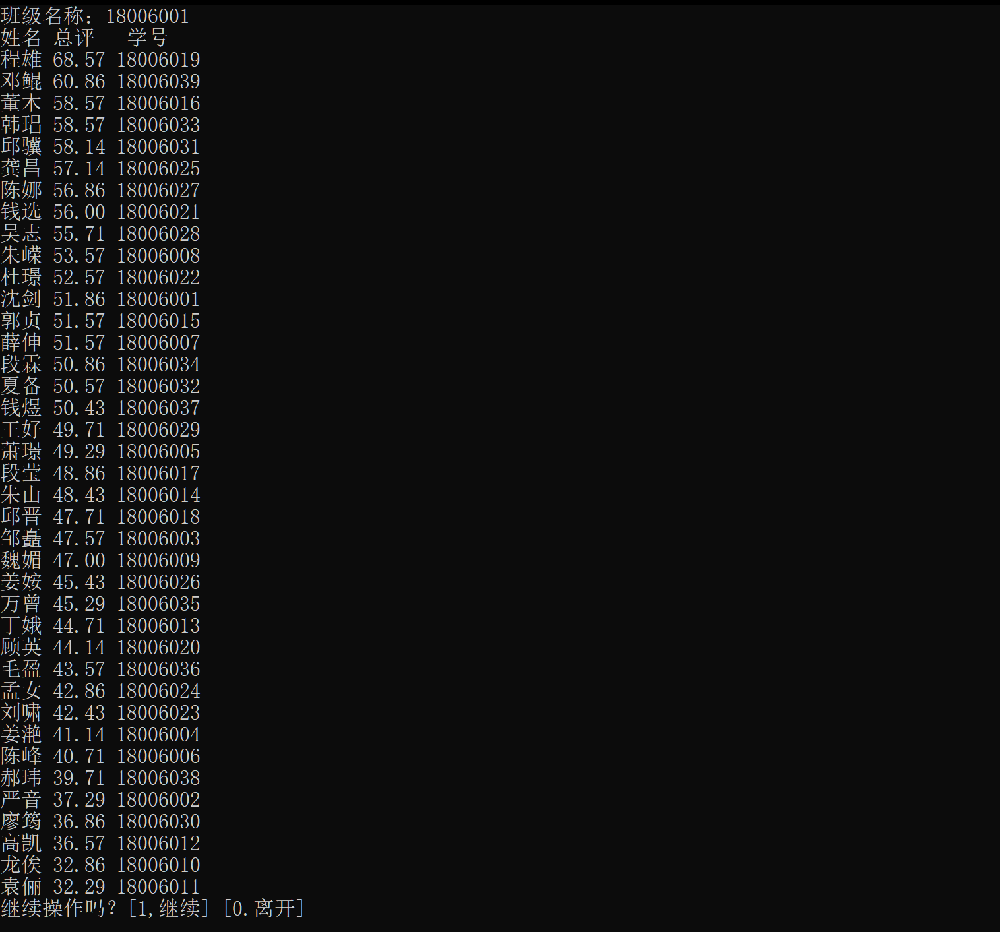 班级名称：18006001
姓名 总评   学号
程雄 68.57 18006019
邓鲲 60.86 18006039
董木 58.57 18006016
韩琩 58.57 18006033
邱骥 58.14 18006031
龚昌 57.14 18006025
陈娜 56.86 18006027
钱选 56.00 18006021
吴志 55.71 18006028
朱嵘 53.57 18006008
杜璟 52.57 18006022
沈剑 51.86 18006001
郭贞 51.57 18006015
薛伸 51.57 18006007
段霖 50.86 18006034
夏备 50.57 18006032
钱煜 50.43 18006037
王好 49.71 18006029
萧璟 49.29 18006005
段莹 48.86 18006017
朱山 48.43 18006014
邱晋 47.71 18006018
邹矗 47.57 18006003
魏媚 47.00 18006009
姜姲 45.43 18006026
万曾 45.29 18006035
丁娥 44.71 18006013
顾英 44.14 18006020
毛盈 43.57 18006036
孟女 42.86 18006024
刘啸 42.43 18006023
姜滟 41.14 18006004
陈峰 40.71 18006006
郝玮 39.71 18006038
严音 37.29 18006002
廖筠 36.86 18006030
高凯 36.57 18006012
龙俟 32.86 18006010
袁俪 32.29 18006011
继续操作吗？[1,继续] [0.离开]